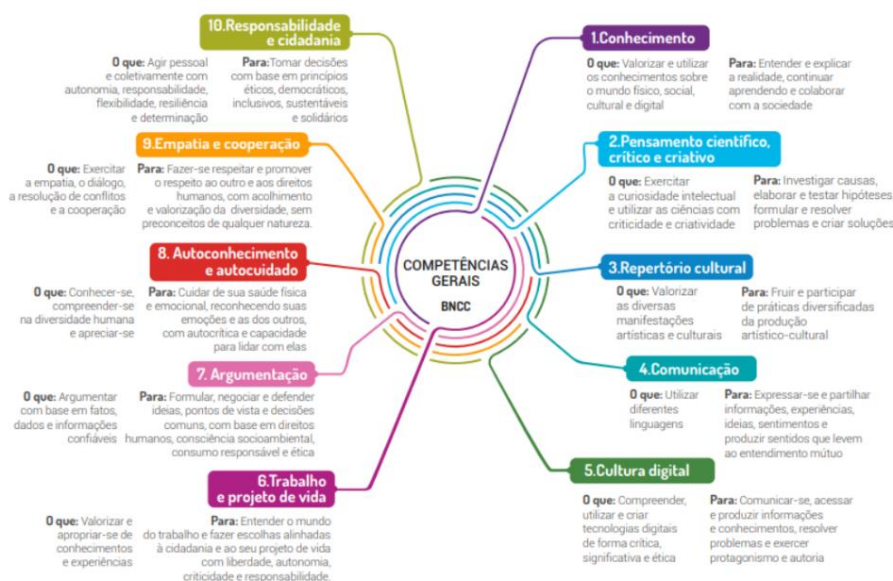 COMPETÊNCIAS
GERAIS
BNCC
1.Conhecimento
O que: Valorizar e utilizar
os conhecimentos sobre
o mundo físico, social,
cultural e digital
Para: Entender e explicar
a realidade, continuar
aprendendo e colaborar
com a sociedade
2.Pensamento científico,
crítico e criativo
O que: Exercitar
a curiosidade intelectual
e utilizar as ciências com
criticidade e criatividade
Para: Investigar causas,
elaborar e testar hipóteses,
formular e resolver
problemas e criar soluções
3.Repertório cultural
O que: Valorizar
as diversas
manifestações
artísticas e culturais
Para: Fruir e participar
de práticas diversificadas
da produção
artístico-cultural
4.Comunicação
O que: Utilizar
diferentes
linguagens
Para: Expressar-se e partilhar
informações, experiências,
ideias, sentimentos e
produzir sentidos que levem
ao entendimento mútuo
5.Cultura digital
O que: Compreender,
utilizar e criar
tecnologias digitais
de forma crítica,
significativa e ética
Para: Comunicar-se, acessar
e produzir informações
e conhecimentos, resolver
problemas e exercer
protagonismo e autoria
6.Trabalho
e projeto de vida
O que: Valorizar e
apropriar-se de
conhecimentos
e experiências
Para: Entender o mundo
do trabalho e fazer escolhas alinhadas
à cidadania e ao seu projeto de vida
com liberdade, autonomia,
criticidade e responsabilidade.
7. Argumentação
O que: Argumentar
com base em fatos,
dados e informações
confiáveis
Para: Formular, negociar e defender
ideias, pontos de vista e decisões
comuns, com base em direitos
humanos, consciência socioambiental,
consumo responsável e ética
8. Autoconhecimento
e autocuidado
O que: Conhecer-se,
compreender-se
na diversidade humana
e apreciar-se
Para: Cuidar de sua saúde física
e emocional, reconhecendo suas
emoções e as dos outros,
com autocrítica e capacidade
para lidar com elas
9.Empatia e cooperação
O que: Exercitar
a empatia, o diálogo,
a resolução de conflitos
e a cooperação
Para: Fazer-se respeitar e promover
o respeito ao outro e aos direitos
humanos, com acolhimento
e valorização da diversidade, sem
preconceitos de qualquer natureza.
10.Responsabilidade
e cidadania
O que: Agir pessoal
e coletivamente com
autonomia, responsabilidade,
flexibilidade, resiliência
e determinação
Para:Tomar decisões
com base em princípios
éticos, democráticos,
inclusivos, sustentáveis
e solidários